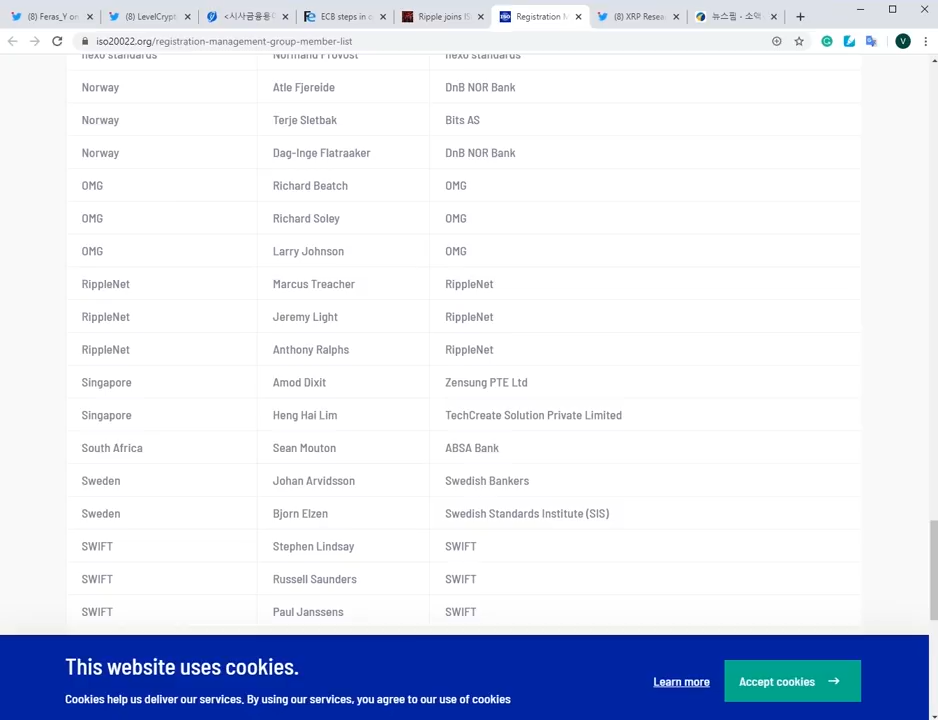 (8) Feras_Y on
(8) LevelCrypt
<시사금융용어
ECB steps in o
Ripple joins IS
Registration M
(8) XRP Resea
뉴스핌 - 소액
iso20022.org/registration-management-group-member-list
V
nexo standards Normand Provost nexo standards
Norway Atle Fjereide DnB NOR Bank
Norway Terje Sletbak Bits AS
Norway Dag-Inge Flatraaker DnB NOR Bank
OMG Richard Beatch OMG
OMG Richard Soley OMG
OMG Larry Johnson OMG
RippleNet Marcus Treacher RippleNet
RippleNet Jeremy Light RippleNet
RippleNet Anthony Ralphs RippleNet
Singapore Amod Dixit Zensung PTE Ltd
Singapore Heng Hai Lim TechCreate Solution Private Limited
South Africa Sean Mouton ABSA Bank
Sweden Johan Arvidsson Swedish Bankers
Sweden Bjorn Elzen Swedish Standards Institute (SIS)
SWIFT Stephen Lindsay SWIFT
SWIFT Russell Saunders SWIFT
SWIFT Paul Janssens SWIFT
This website uses cookies.
Cookies help us deliver our services. By using our services, you agree to our use of cookies
Learn more
Accept cookies →